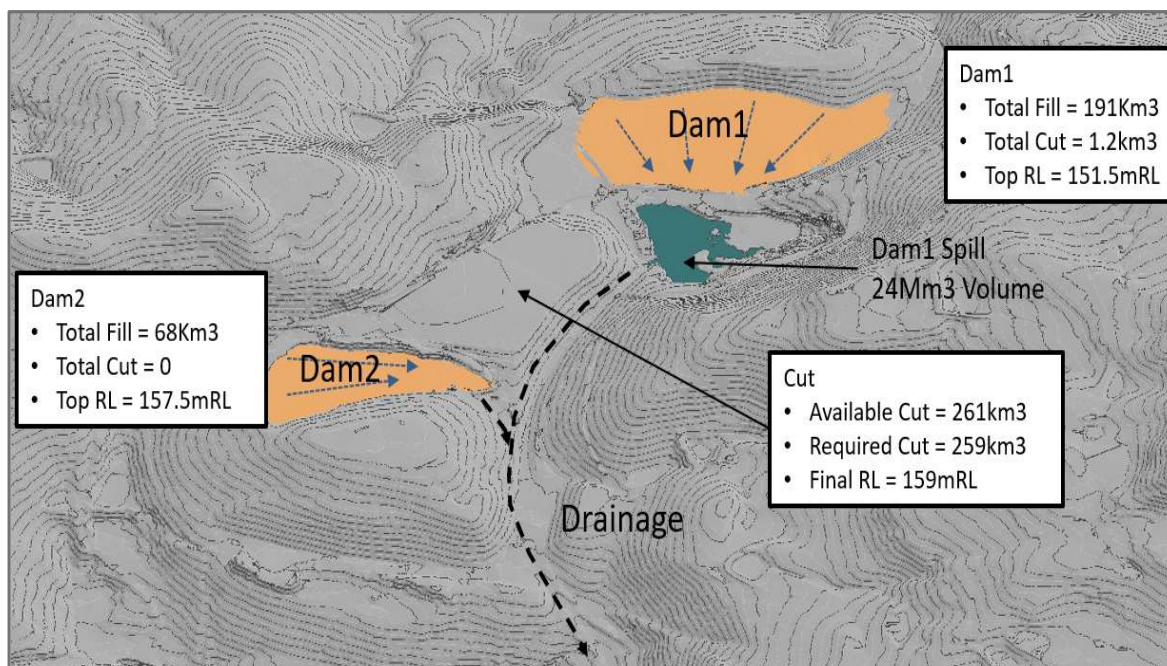 Dam1
• Total Fill = 191Km3
• Total Cut = 1.2km3
• Top RL = 151.5mRL
Dam1
Dam1 Spill
24Mm3 Volume
Dam2
• Total Fill = 68Km3
• Total Cut = 0
• Top RL = 157.5mRL
Dam2
Cut
• Available Cut = 261km3
• Required Cut = 259km3
• Final RL = 159mRL
Drainage